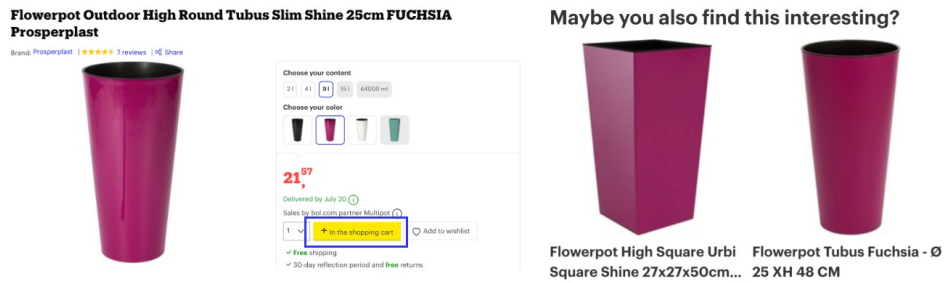 Flowerpot Outdoor High Round Tubus Slim Shine 25cm FUCHSIA
Prosperplast
Brand: Prosperplast | 7 reviews | Share
Choose your content
2 l 4 l 9 l 15 l 64000 ml
Choose your color
21,57
Delivered by July 20 i
Sales by bol.com partner Multipot i
1 + In the shopping cart Add to wishlist
✓ Free shipping
✓ 30-day reflection period and free returns
Maybe you also find this interesting?
Flowerpot High Square Urbi
Square Shine 27x27x50cm...
Flowerpot Tubus Fuchsia - Ø
25 XH 48 CM